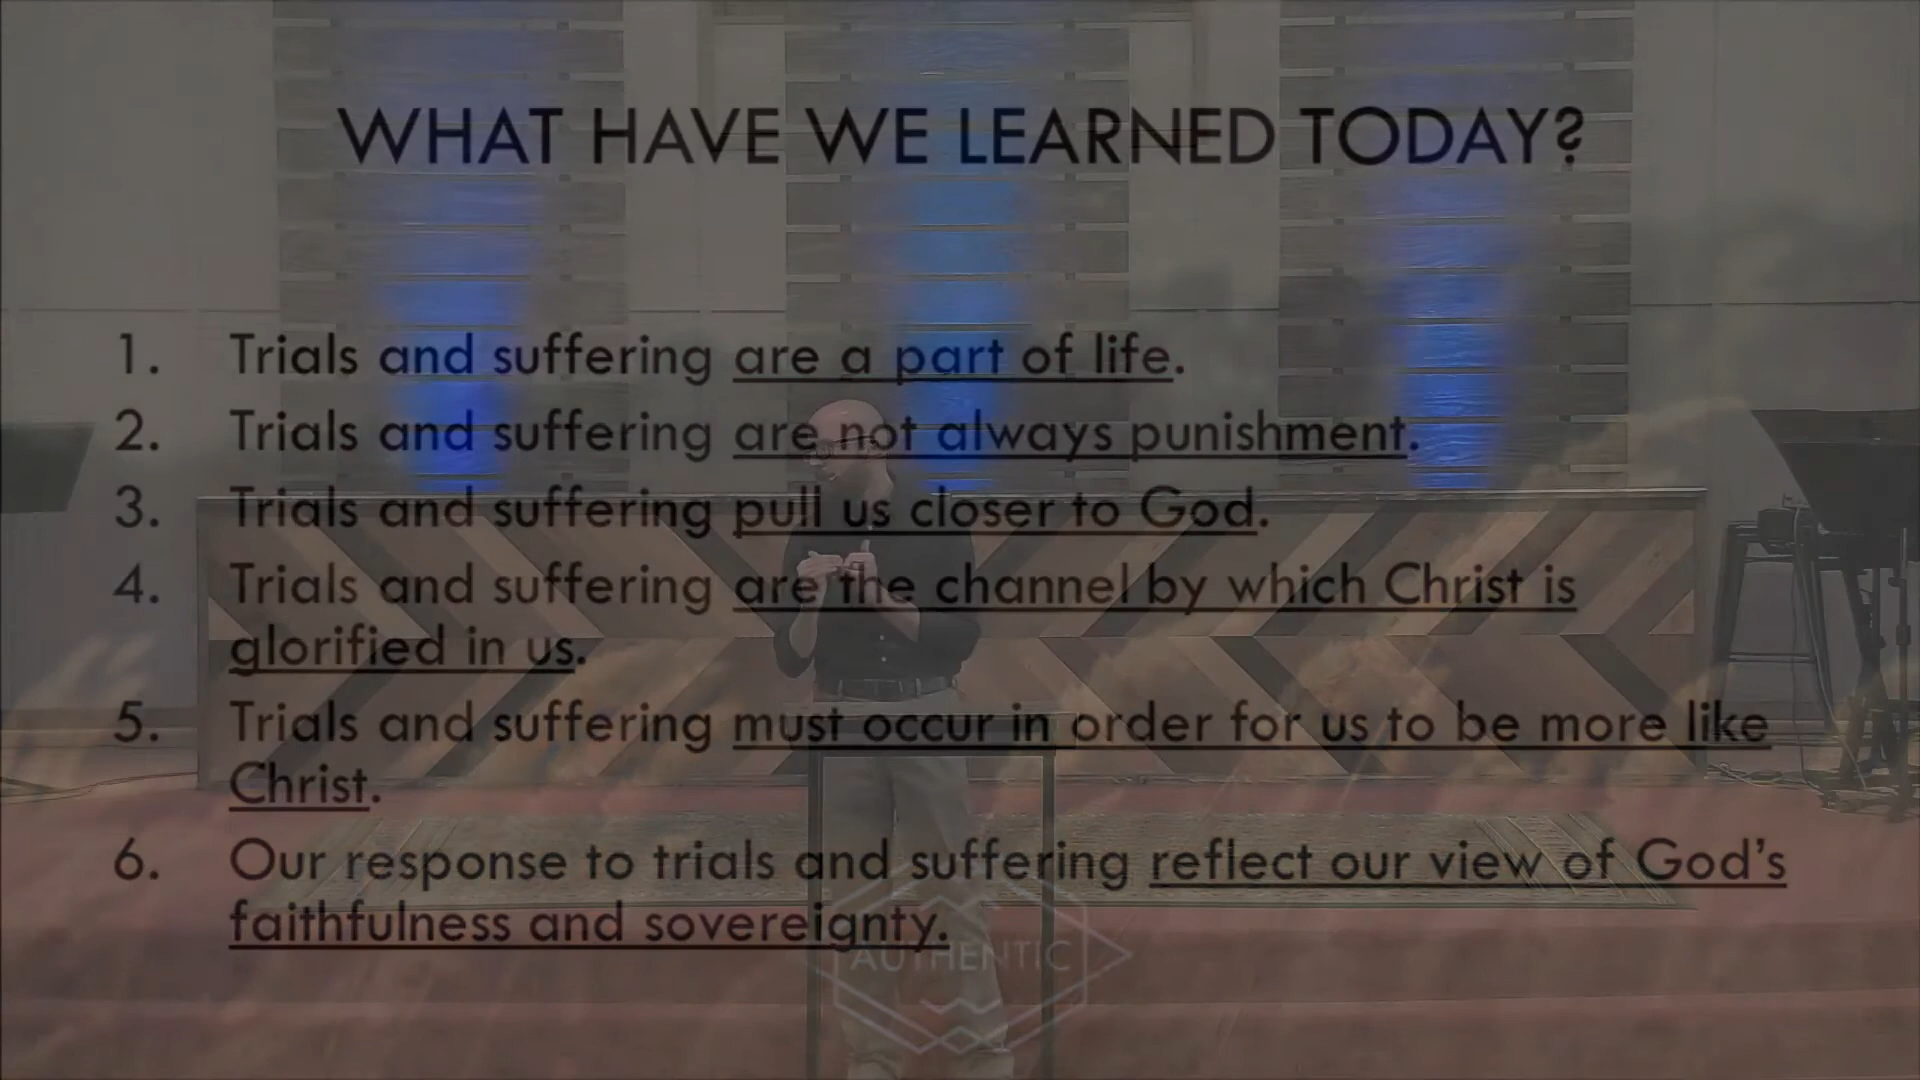 WHAT HAVE WE LEARNED TODAY?
1. Trials and suffering are a part of life.
2. Trials and suffering are not always punishment.
3. Trials and suffering pull us closer to God.
4. Trials and suffering are the channel by which Christ is
glorified in us.
5. Trials and suffering must occur in order for us to be more like
Christ.
6. Our response to trials and suffering reflect our view of God's
faithfulness and sovereignty.
AUTHENTIC